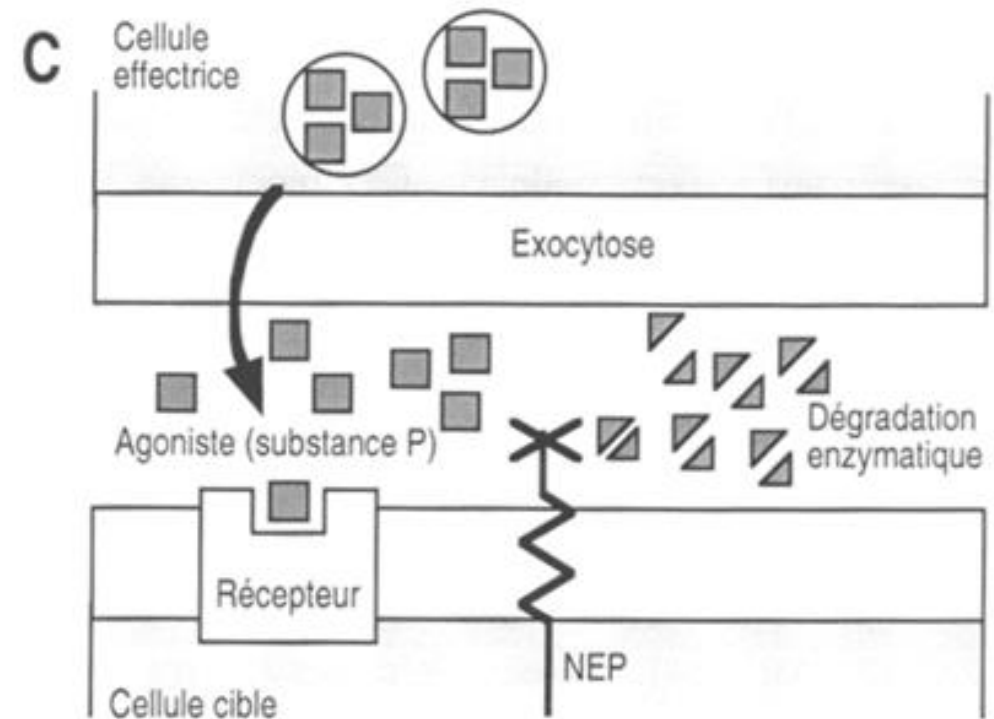 C
Cellule
effectrice
Exocytose
Agoniste (substance P)
Dégradation
enzymatique
Récepteur
NEP
Cellule cible